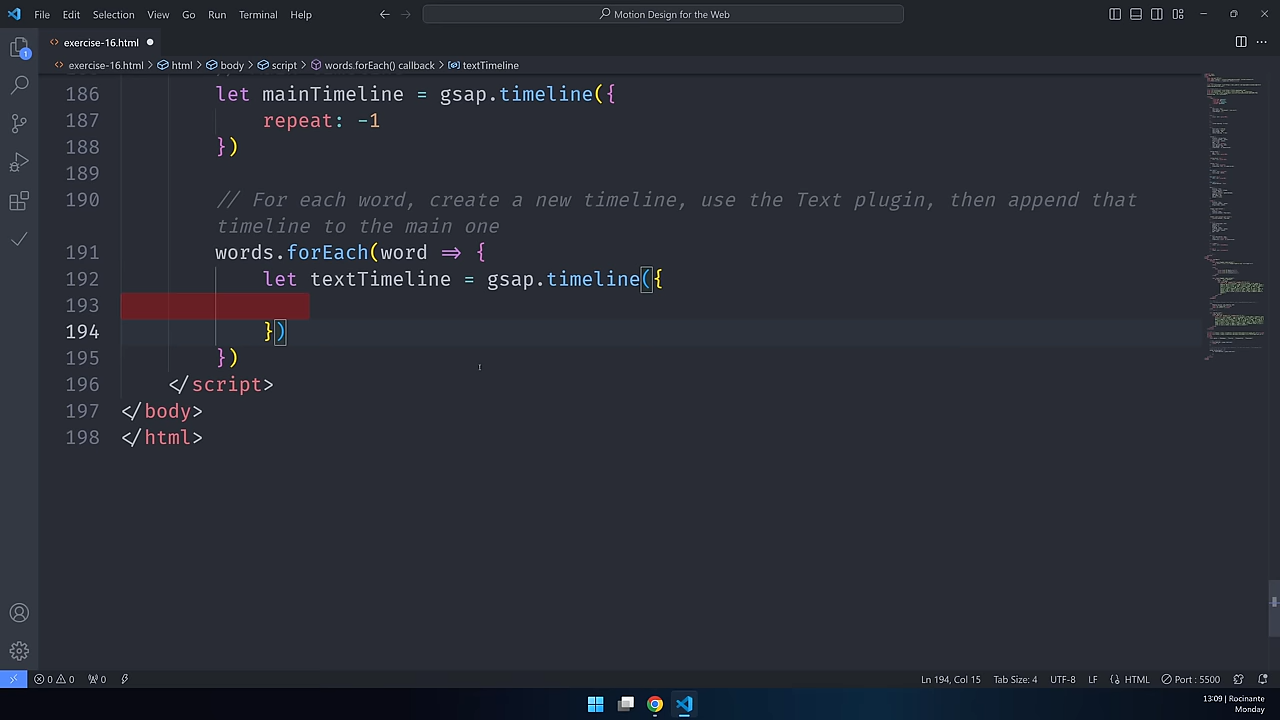 File Edit Selection View Go Run Terminal Help
Motion Design for the Web
exercise-16.html
exercise-16.html > html > body > script > words.forEach() callback > textTimeline
186 let mainTimeline = gsap.timeline({
187 repeat: -1
188 })
189
190 // For each word, create a new timeline, use the Text plugin, then append that
timeline to the main one
191 words.forEach(word => {
192 let textTimeline = gsap.timeline({
193
194 })
195 })
196 </script>
197 </body>
198 </html>
1
0 0 0
Ln 194, Col 15 Tab Size: 4 UTF-8 LF HTML Port : 5500
13:09 | Rocinante
Monday